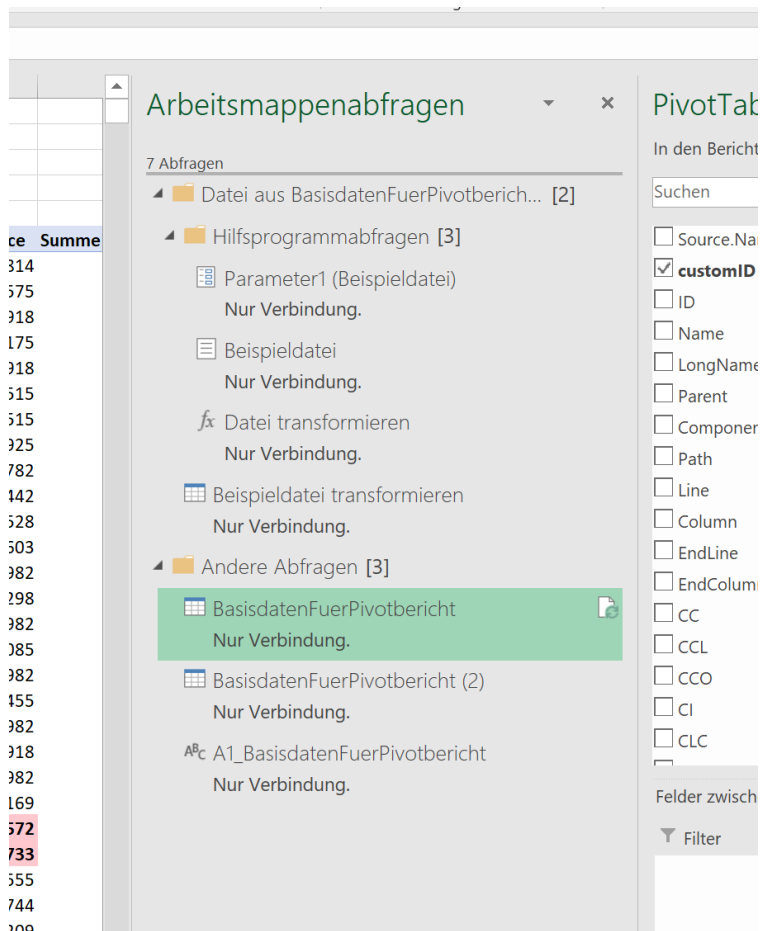 ce Summe
814
575
918
175
918
515
515
925
782
442
528
503
982
298
982
085
982
455
982
918
982
169
572
733
555
744
209
Arbeitsmappenabfragen
7 Abfragen
Datei aus BasisdatenFuerPivotberich... [2]
Hilfsprogrammabfragen [3]
Parameter1 (Beispieldatei)
Nur Verbindung.
Beispieldatei
Nur Verbindung.
fx Datei transformieren
Nur Verbindung.
Beispieldatei transformieren
Nur Verbindung.
Andere Abfragen [3]
BasisdatenFuerPivotbericht
Nur Verbindung.
BasisdatenFuerPivotbericht (2)
Nur Verbindung.
ABC A1_BasisdatenFuerPivotbericht
Nur Verbindung.
PivotTab
In den Bericht
Suchen
Source.Na
customID
ID
Name
LongName
Parent
Componen
Path
Line
Column
EndLine
EndColum
CC
CCL
CCO
CI
CLC
Felder zwisch
Filter